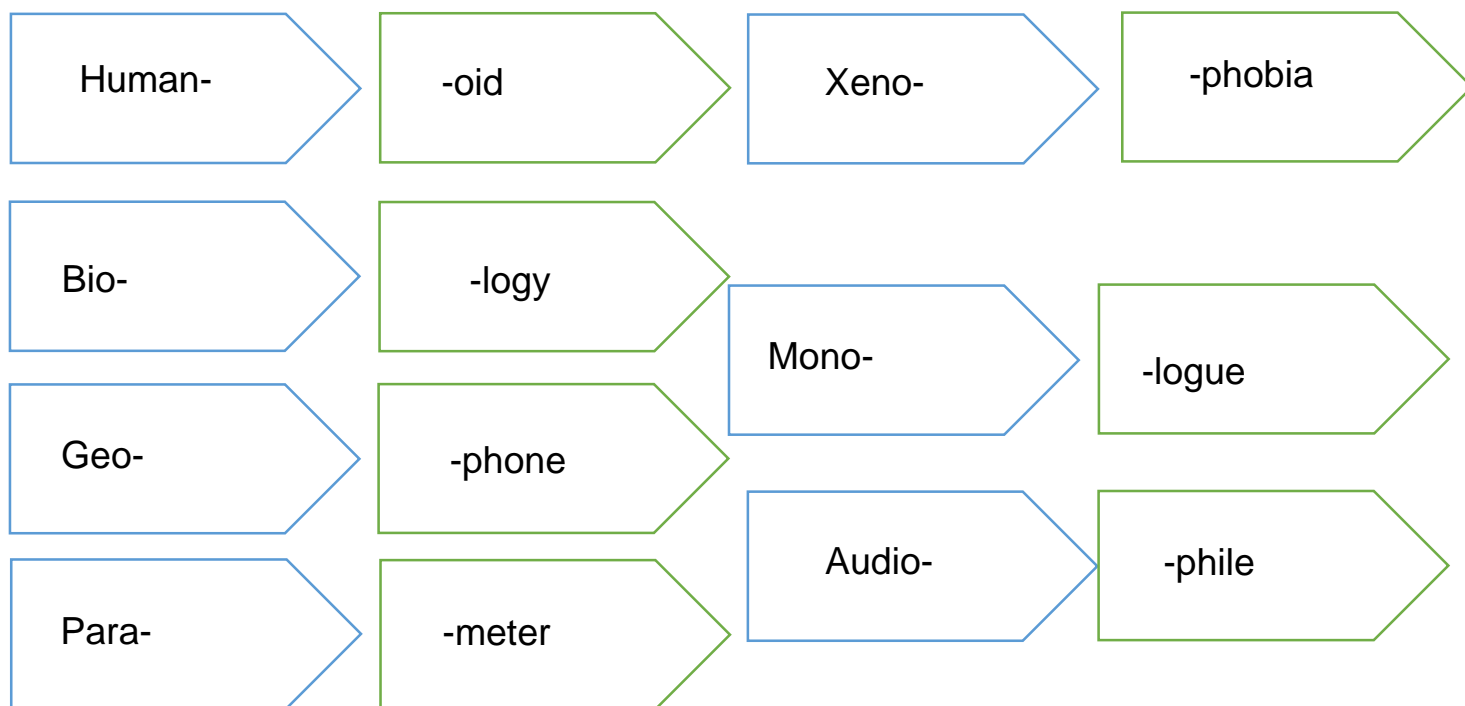 Human-
-oid
Xeno-
-phobia
Bio-
-logy
Mono-
-logue
Geo-
-phone
Audio-
-phile
Para-
-meter